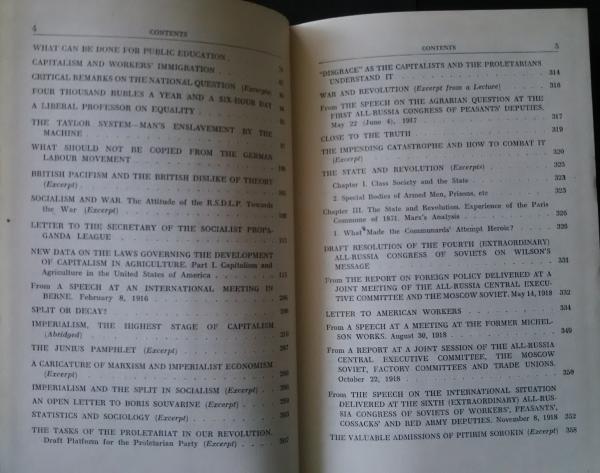 4
CONTENTS
WHAT CAN BE DONE FOR PUBLIC EDUCATION .
CAPITALISM AND WORKERS' IMMIGRATION . . . .
CRITICAL REMARKS ON THE NATIONAL QUESTION (Excerpts)
FOUR THOUSAND RUBLES A YEAR AND A SIX-HOUR DAY
A LIBERAL PROFESSOR ON EQUALITY . .
THE TAYLOR SYSTEM—MAN'S ENSLAVEMENT BY THE
MACHINE
WHAT SHOULD NOT BE COPIED FROM THE GERMAN
LABOUR MOVEMENT
BRITISH PACIFISM AND THE BRITISH DISLIKE OF THEORY
(Excerpt)
SOCIALISM AND WAR. The Attitude of the R.S.D.L.P. Towards
the War (Excerpt)
LETTER TO THE SECRETARY OF THE SOCIALIST PROPA-
GANDA LEAGUE
NEW DATA ON THE LAWS GOVERNING THE DEVELOPMENT
OF CAPITALISM IN AGRICULTURE. Part I. Capitalism and
Agriculture in the United States of America
From a SPEECH AT AN INTERNATIONAL MEETING IN
BERNE. February 8, 1916
SPLIT OR DECAY?
IMPERIALISM, THE HIGHEST STAGE OF CAPITALISM
(Abridged)
THE JUNIUS PAMPHLET (Excerpt)
A CARICATURE OF MARXISM AND IMPERIALIST ECONOMISM
(Excerpt)
IMPERIALISM AND THE SPLIT IN SOCIALISM (Excerpt)
AN OPEN LETTER TO BORIS SOUVARINE (Excerpt)
STATISTICS AND SOCIOLOGY (Excerpt)
THE TASKS OF THE PROLETARIAT IN OUR REVOLUTION.
Draft Platform for the Proletarian Party (Excerpt)
CONTENTS 5
"DISGRACE" AS THE CAPITALISTS AND THE PROLETARIANS
UNDERSTAND IT 314
WAR AND REVOLUTION (Excerpt from a Lecture) 316
From the SPEECH ON THE AGRARIAN QUESTION AT THE
FIRST ALL-RUSSIA CONGRESS OF PEASANTS' DEPUTIES,
May 22 (June 4), 1917 317
CLOSE TO THE TRUTH 319
THE IMPENDING CATASTROPHE AND HOW TO COMBAT IT
(Excerpt) 320
THE STATE AND REVOLUTION (Excerpts) 323
Chapter I. Class Society and the State 323
2. Special Bodies of Armed Men, Prisons, etc 323
Chapter III. The State and Revolution. Experience of the Paris
Commune of 1871. Marx's Analysis 326
1. What Made the Communards' Attempt Heroic? 326
DRAFT RESOLUTION OF THE FOURTH (EXTRAORDINARY)
ALL-RUSSIA CONGRESS OF SOVIETS ON WILSON'S
MESSAGE 331
From the REPORT ON FOREIGN POLICY DELIVERED AT A
JOINT MEETING OF THE ALL-RUSSIA CENTRAL EXECU-
TIVE COMMITTEE AND THE MOSCOW SOVIET. May 14, 1918 332
LETTER TO AMERICAN WORKERS 334
From A SPEECH AT A MEETING AT THE FORMER MICHEL-
SON WORKS. August 30, 1918 349
From A REPORT AT A JOINT SESSION OF THE ALL-RUSSIA
CENTRAL EXECUTIVE COMMITTEE, THE MOSCOW
SOVIET, FACTORY COMMITTEES AND TRADE UNIONS.
October 22, 1918 350
From THE SPEECH ON THE INTERNATIONAL SITUATION
DELIVERED AT THE SIXTH (EXTRAORDINARY) ALL-RUS-
SIA CONGRESS OF SOVIETS OF WORKERS', PEASANTS',
COSSACKS' AND RED ARMY DEPUTIES. November 8, 1918 352
THE VALUABLE ADMISSIONS OF PITIRIM SOROKIN (Excerpt) 358